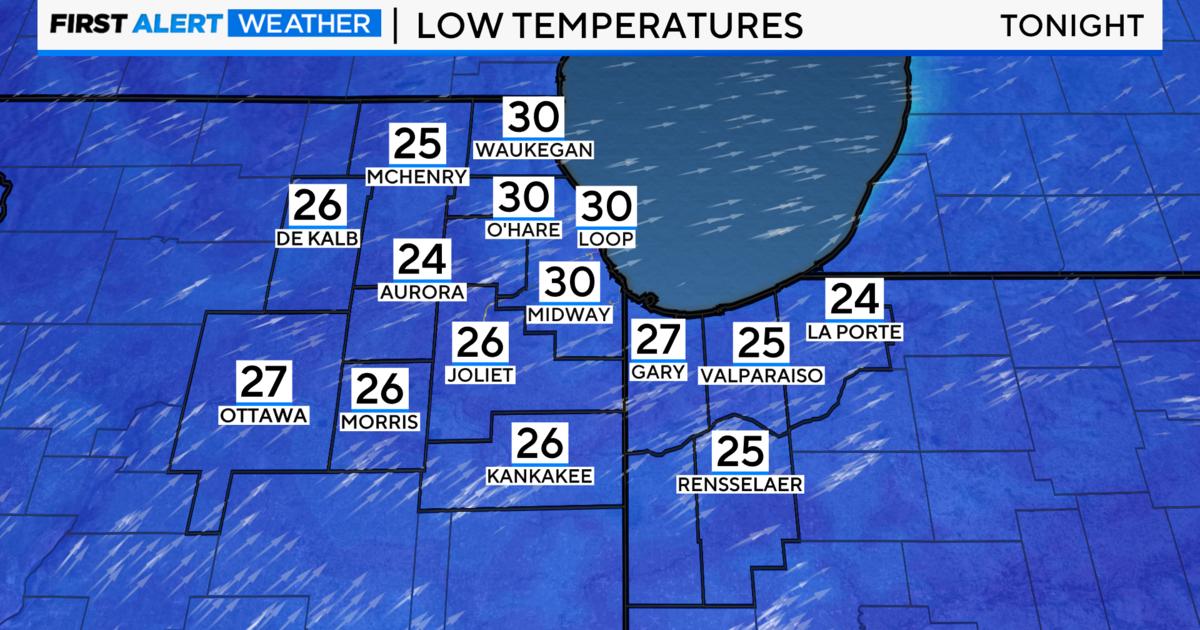 FIRST ALERT WEATHER | LOW TEMPERATURES TONIGHT
30
WAUKEGAN
25
MCHENRY
26
DE KALB
30
O'HARE
30
LOOP
24
AURORA
30
MIDWAY
24
LA PORTE
26
JOLIET
27
GARY
25
VALPARAISO
27
OTTAWA
26
MORRIS
26
KANKAKEE
25
RENSSELAER